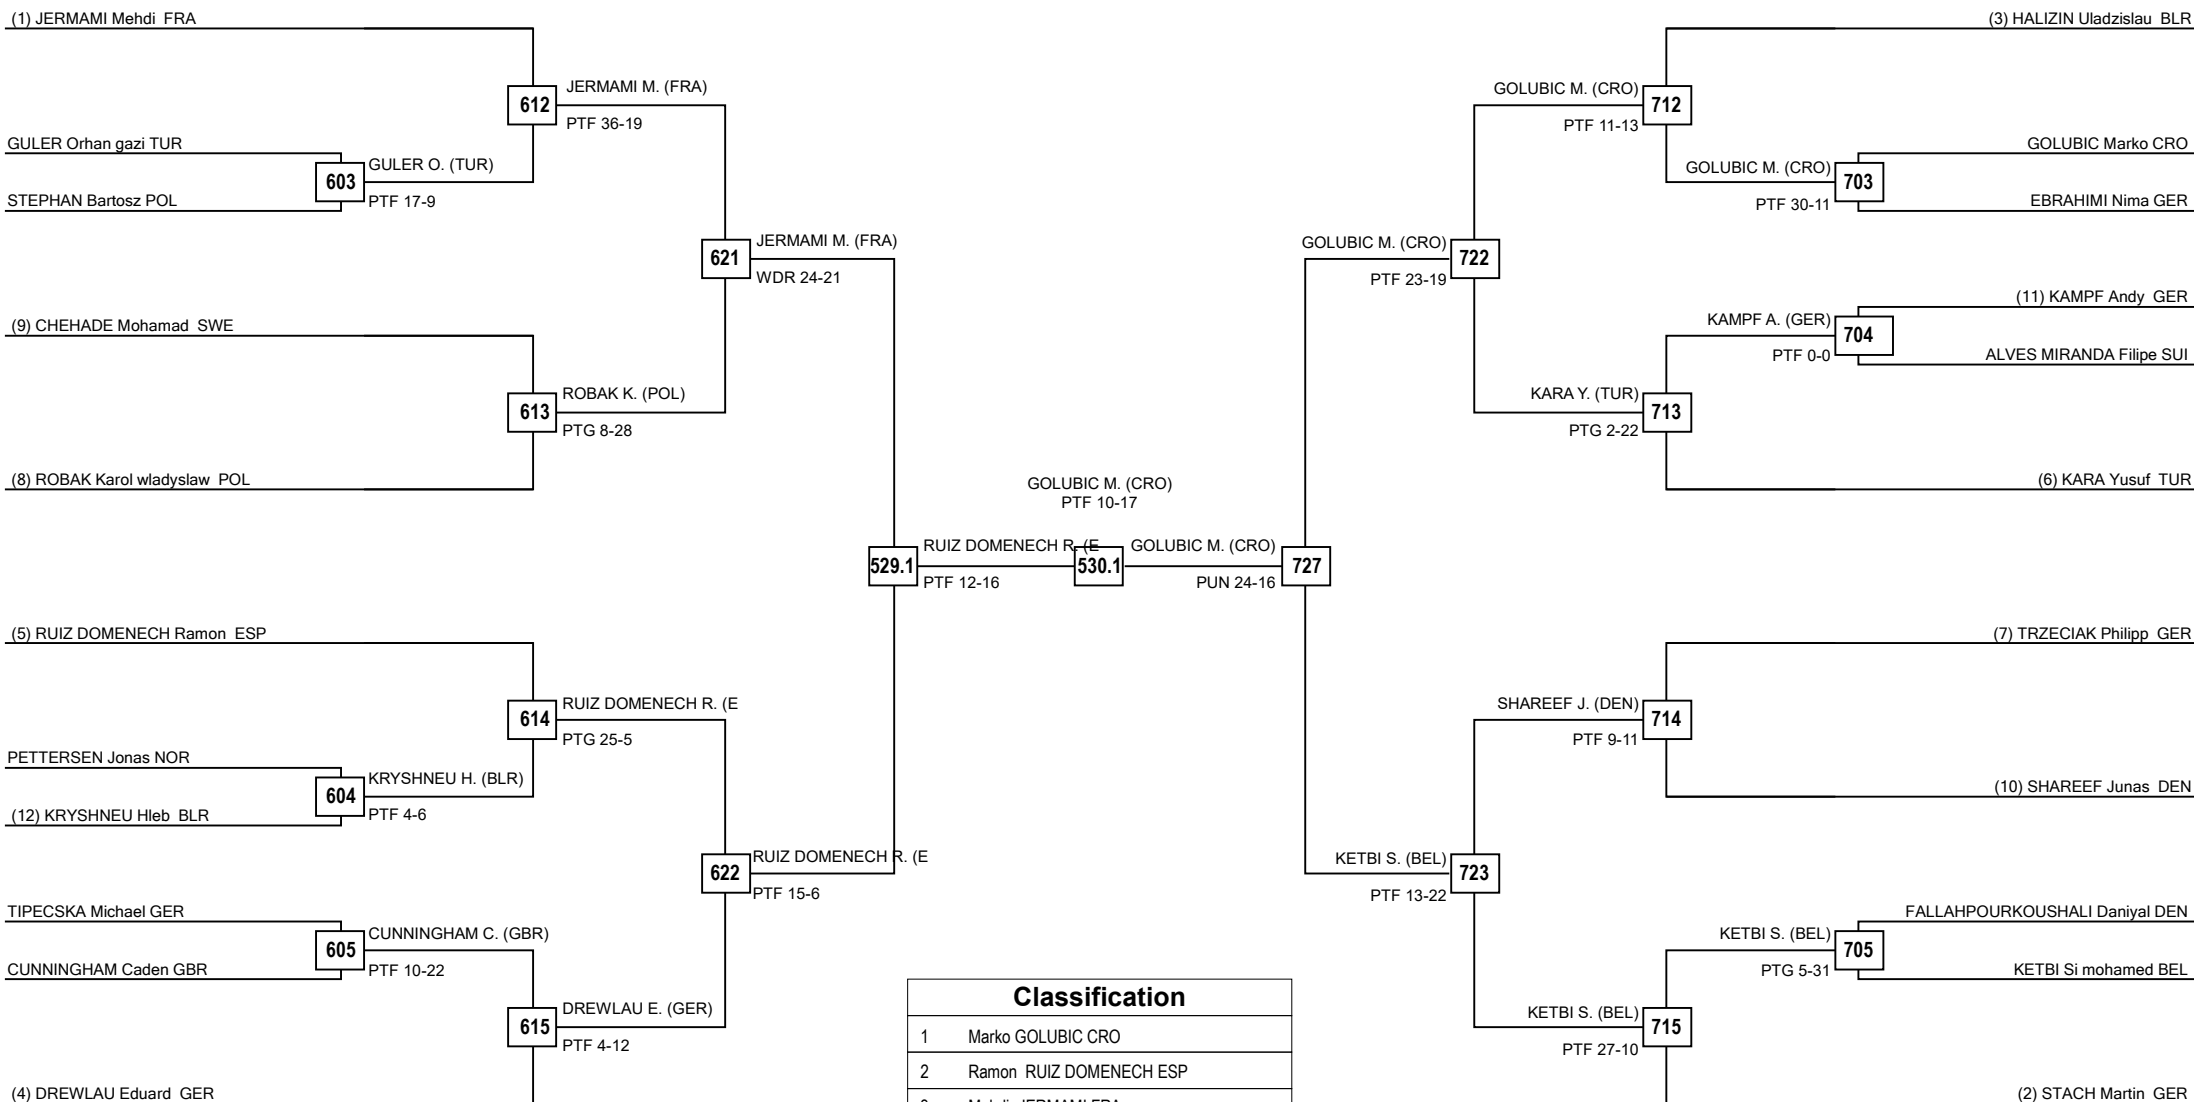 (1) JERMAMI Mehdi FRA
GULER Orhan gazi TUR
STEPHAN Bartosz POL
(9) CHEHADE Mohamad SWE
(8) ROBAK Karol wladyslaw POL
(5) RUIZ DOMENECH Ramon ESP
PETTERSEN Jonas NOR
(12) KRYSHNEU Hleb BLR
TIPECSKA Michael GER
CUNNINGHAM Caden GBR
(4) DREWLAU Eduard GER
603
GULER O. (TUR)
PTF 17-9
604
KRYSHNEU H. (BLR)
PTF 4-6
605
CUNNINGHAM C. (GBR)
PTF 10-22
612
JERMAMI M. (FRA)
PTF 36-19
613
ROBAK K. (POL)
PTG 8-28
614
RUIZ DOMENECH R. (E
PTG 25-5
615
DREWLAU E. (GER)
PTF 4-12
621
JERMAMI M. (FRA)
WDR 24-21
622
RUIZ DOMENECH R. (E
PTF 15-6
529.1
RUIZ DOMENECH R. (E
PTF 12-16
GOLUBIC M. (CRO)
PTF 10-17
530.1
GOLUBIC M. (CRO)
PUN 24-16
727
GOLUBIC M. (CRO)
PTF 23-19
722
KETBI S. (BEL)
PTF 13-22
723
GOLUBIC M. (CRO)
PTF 11-13
712
KARA Y. (TUR)
PTG 2-22
713
SHAREEF J. (DEN)
PTF 9-11
714
KETBI S. (BEL)
PTF 27-10
715
GOLUBIC M. (CRO)
PTF 30-11
703
KAMPF A. (GER)
PTF 0-0
704
KETBI S. (BEL)
PTG 5-31
705
(3) HALIZIN Uladzislau BLR
GOLUBIC Marko CRO
EBRAHIMI Nima GER
(11) KAMPF Andy GER
ALVES MIRANDA Filipe SUI
(6) KARA Yusuf TUR
(7) TRZECIAK Philipp GER
(10) SHAREEF Junas DEN
FALLAHPOURKOUSHALI Daniyal DEN
KETBI Si mohamed BEL
(2) STACH Martin GER
Classification
1 Marko GOLUBIC CRO
2 Ramon RUIZ DOMENECH ESP